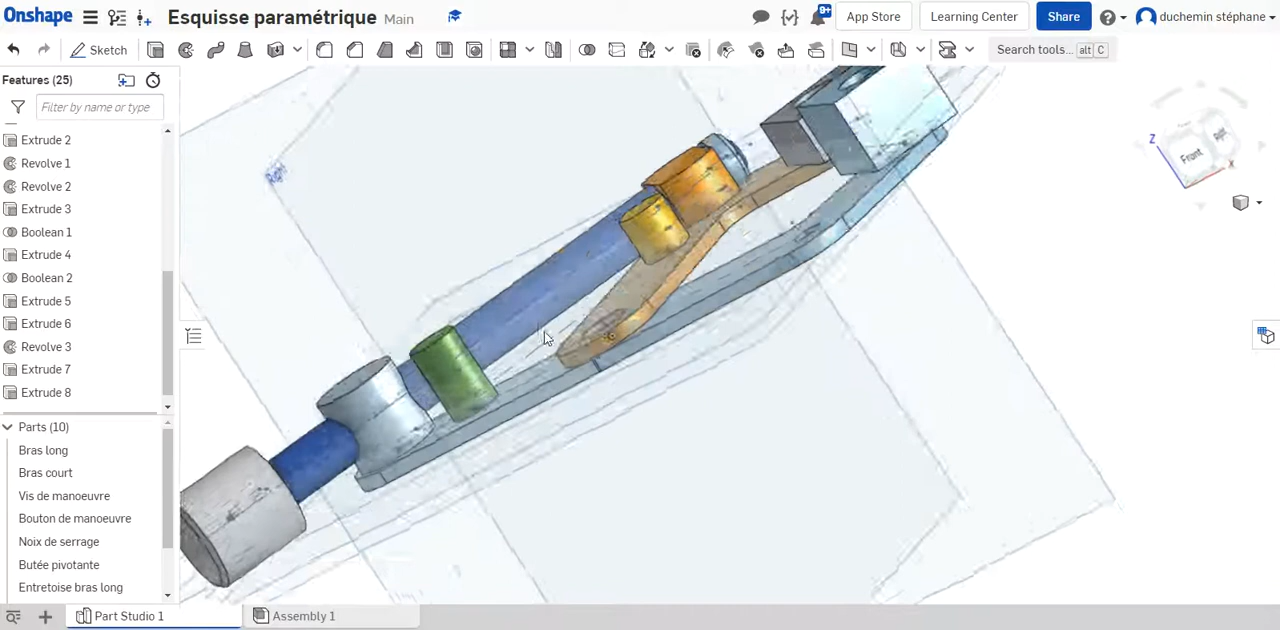 Onshape Esquisse paramétrique Main 9+ App Store Learning Center Share duchemin stéphane
Sketch Search tools... alt C
Features (25)
Filter by name or type
Extrude 2
Revolve 1
Revolve 2
Extrude 3
Boolean 1
Extrude 4
Boolean 2
Extrude 5
Extrude 6
Revolve 3
Extrude 7
Extrude 8
Parts (10)
Bras long
Bras court
Vis de manoeuvre
Bouton de manoeuvre
Noix de serrage
Butée pivotante
Entretoise bras long
Z Front X
Part Studio 1 Assembly 1